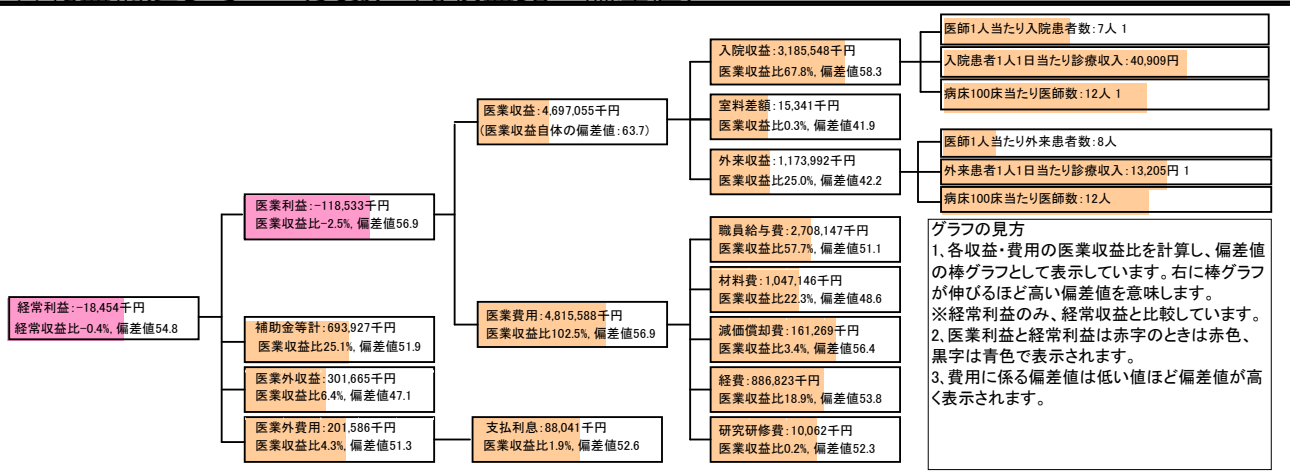 経常利益:-18,454千円
経常収益比-0.4%, 偏差値54.8
医業利益:-118,533千円
医業収益比-2.5%, 偏差値56.9
補助金等計:693,927千円
医業収益比25.1%, 偏差値51.9
医業外収益:301,665千円
医業収益比6.4%, 偏差値47.1
医業外費用:201,586千円
医業収益比4.3%, 偏差値51.3
医業収益:4,697,055千円
(医業収益自体の偏差値:63.7)
医業費用:4,815,588千円
医業収益比102.5%, 偏差値56.9
支払利息:88,041千円
医業収益比1.9%, 偏差値52.6
入院収益:3,185,548千円
医業収益比67.8%, 偏差値58.3
室料差額:15,341千円
医業収益比0.3%, 偏差値41.9
外来収益:1,173,992千円
医業収益比25.0%, 偏差値42.2
職員給与費:2,708,147千円
医業収益比57.7%, 偏差値51.1
材料費:1,047,146千円
医業収益比22.3%, 偏差値48.6
減価償却費:161,269千円
医業収益比3.4%, 偏差値56.4
経費:886,823千円
医業収益比18.9%, 偏差値53.8
研究研修費:10,062千円
医業収益比0.2%, 偏差値52.3
医師1人当たり入院患者数:7人 1
入院患者1人1日当たり診療収入:40,909円
病床100床当たり医師数:12人 1
医師1人当たり外来患者数:8人
外来患者1人1日当たり診療収入:13,205円 1
病床100床当たり医師数:12人
グラフの見方
1、各収益・費用の医業収益比を計算し、偏差値
の棒グラフとして表示しています。右に棒グラフ
が伸びるほど高い偏差値を意味します。
※経常利益のみ、経常収益と比較しています。
2、医業利益と経常利益は赤字のときは赤色、
黒字は青色で表示されます。
3、費用に係る偏差値は低い値ほど偏差値が高
く表示されます。